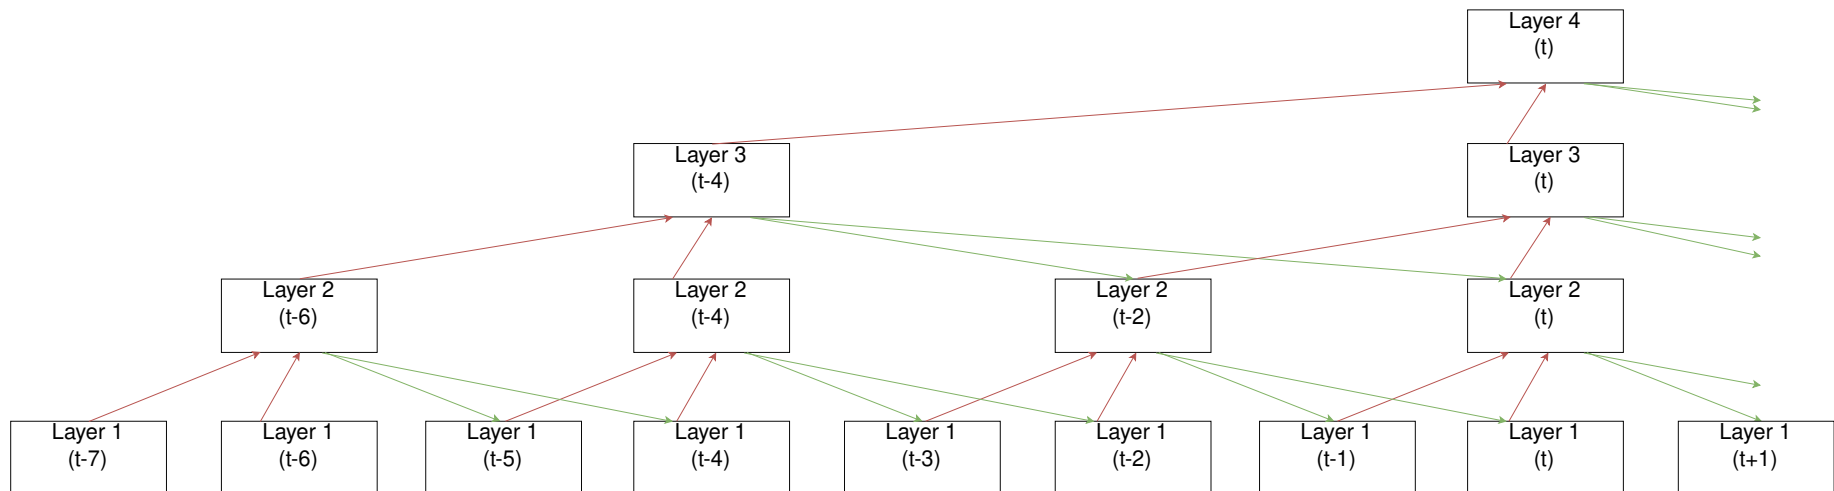 Layer 4
(t)
Layer 3
(t-4)
Layer 3
(t)
Layer 2
(t-6)
Layer 2
(t-4)
Layer 2
(t-2)
Layer 2
(t)
Layer 1
(t-7)
Layer 1
(t-6)
Layer 1
(t-5)
Layer 1
(t-4)
Layer 1
(t-3)
Layer 1
(t-2)
Layer 1
(t-1)
Layer 1
(t)
Layer 1
(t+1)